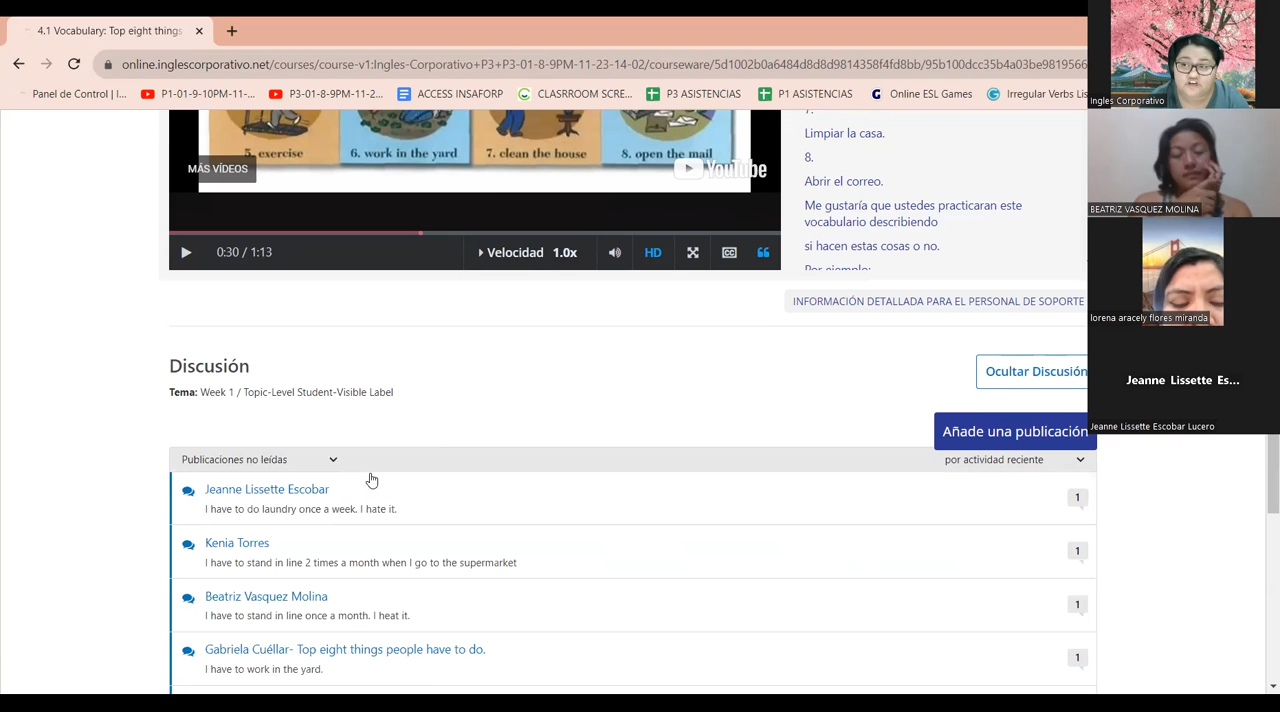 4.1 Vocabulary: Top eight things
online.inglescorporativo.net/courses/course-v1:Ingles-Corporativo+P3+P3-01-8-9PM-11-23-14-02/courseware/5d1002b0a6484d8d8d9814358f4fd8bb/95b100dcc35b4a03be9819566
Panel de Control | I...
P1-01-9-10PM-11-...
P3-01-8-9PM-11-2...
ACCESO INSAFORP
CLASRROOM SCRE...
P3 ASISTENCIAS
P1 ASISTENCIAS
Online ESL Games
Irregular Verbs Lis
5. exercise
6. work in the yard
7. clean the house
8. open the mail
MÁS VÍDEOS
YouTube
0:30 / 1:13
Velocidad 1.0x
HD
CC
7.
Limpiar la casa.
8.
Abrir el correo.
Me gustaría que ustedes practicaran este
vocabulario describiendo
si hacen estas cosas o no.
Por ejemplo:
INFORMACIÓN DETALLADA PARA EL PERSONAL DE SOPORTE
Discusión
Tema: Week 1 / Topic-Level Student-Visible Label
Ocultar Discusión
Añade una publicación
Publicaciones no leídas
por actividad reciente
Jeanne Lissette Escobar
I have to do laundry once a week. I hate it.
1
Kenia Torres
I have to stand in line 2 times a month when I go to the supermarket
1
Beatriz Vasquez Molina
I have to stand in line once a month. I heat it.
1
Gabriela Cuéllar- Top eight things people have to do.
I have to work in the yard.
1
Ingles Corporativo
BEATRIZ VASQUEZ MOLINA
lorena aracely flores miranda
Jeanne Lissette Es...
Jeanne Lissette Escobar Lucero